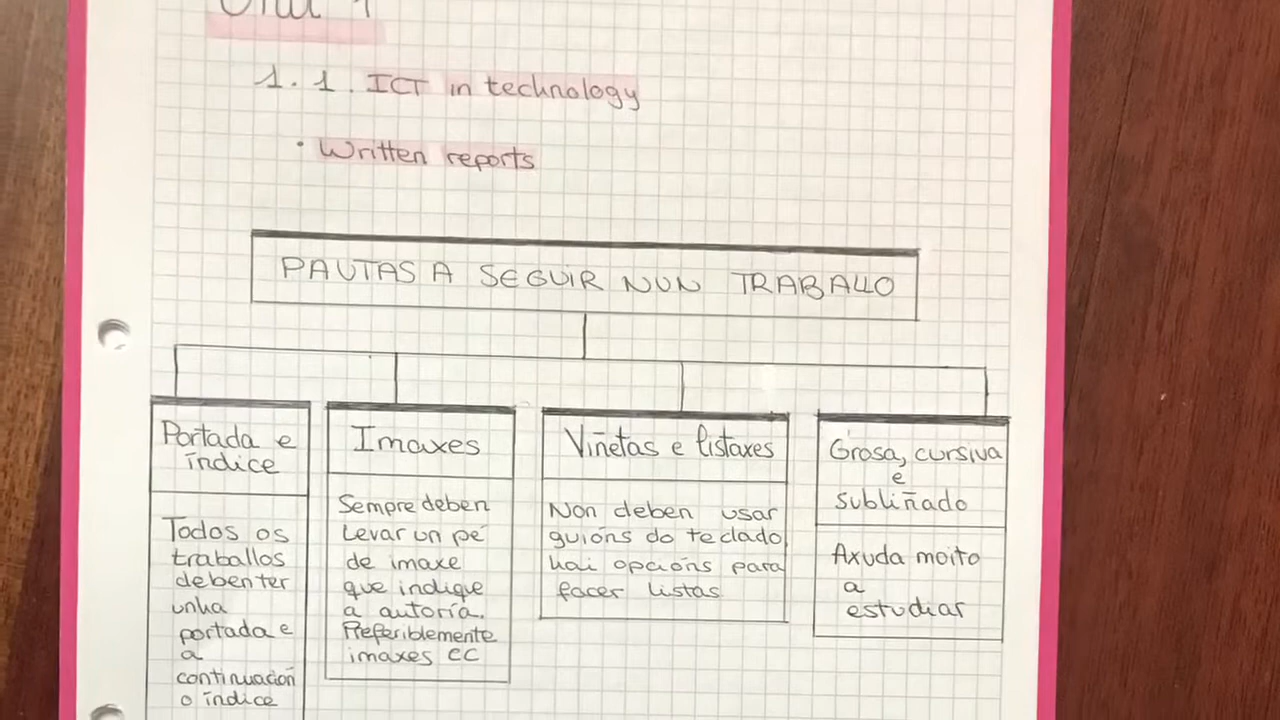 Unit 1
1.1. ICT in technology
• Written reports
PAUTAS A SEGUIR NUN TRABALLO
Portada e
índice
Todos os
traballos
deben ter
unha
portada e
a
continuación
o índice
Imaxes
Sempre deben
levar un pé
de imaxe
que indique
a autoría.
Preferiblemente
imaxes CC
Viñetas e listaxes
Non deben usar
guións do teclado
hai opcións para
facer listas
Grosa, cursiva
e
subliñado
Axuda moito
a
estudiar